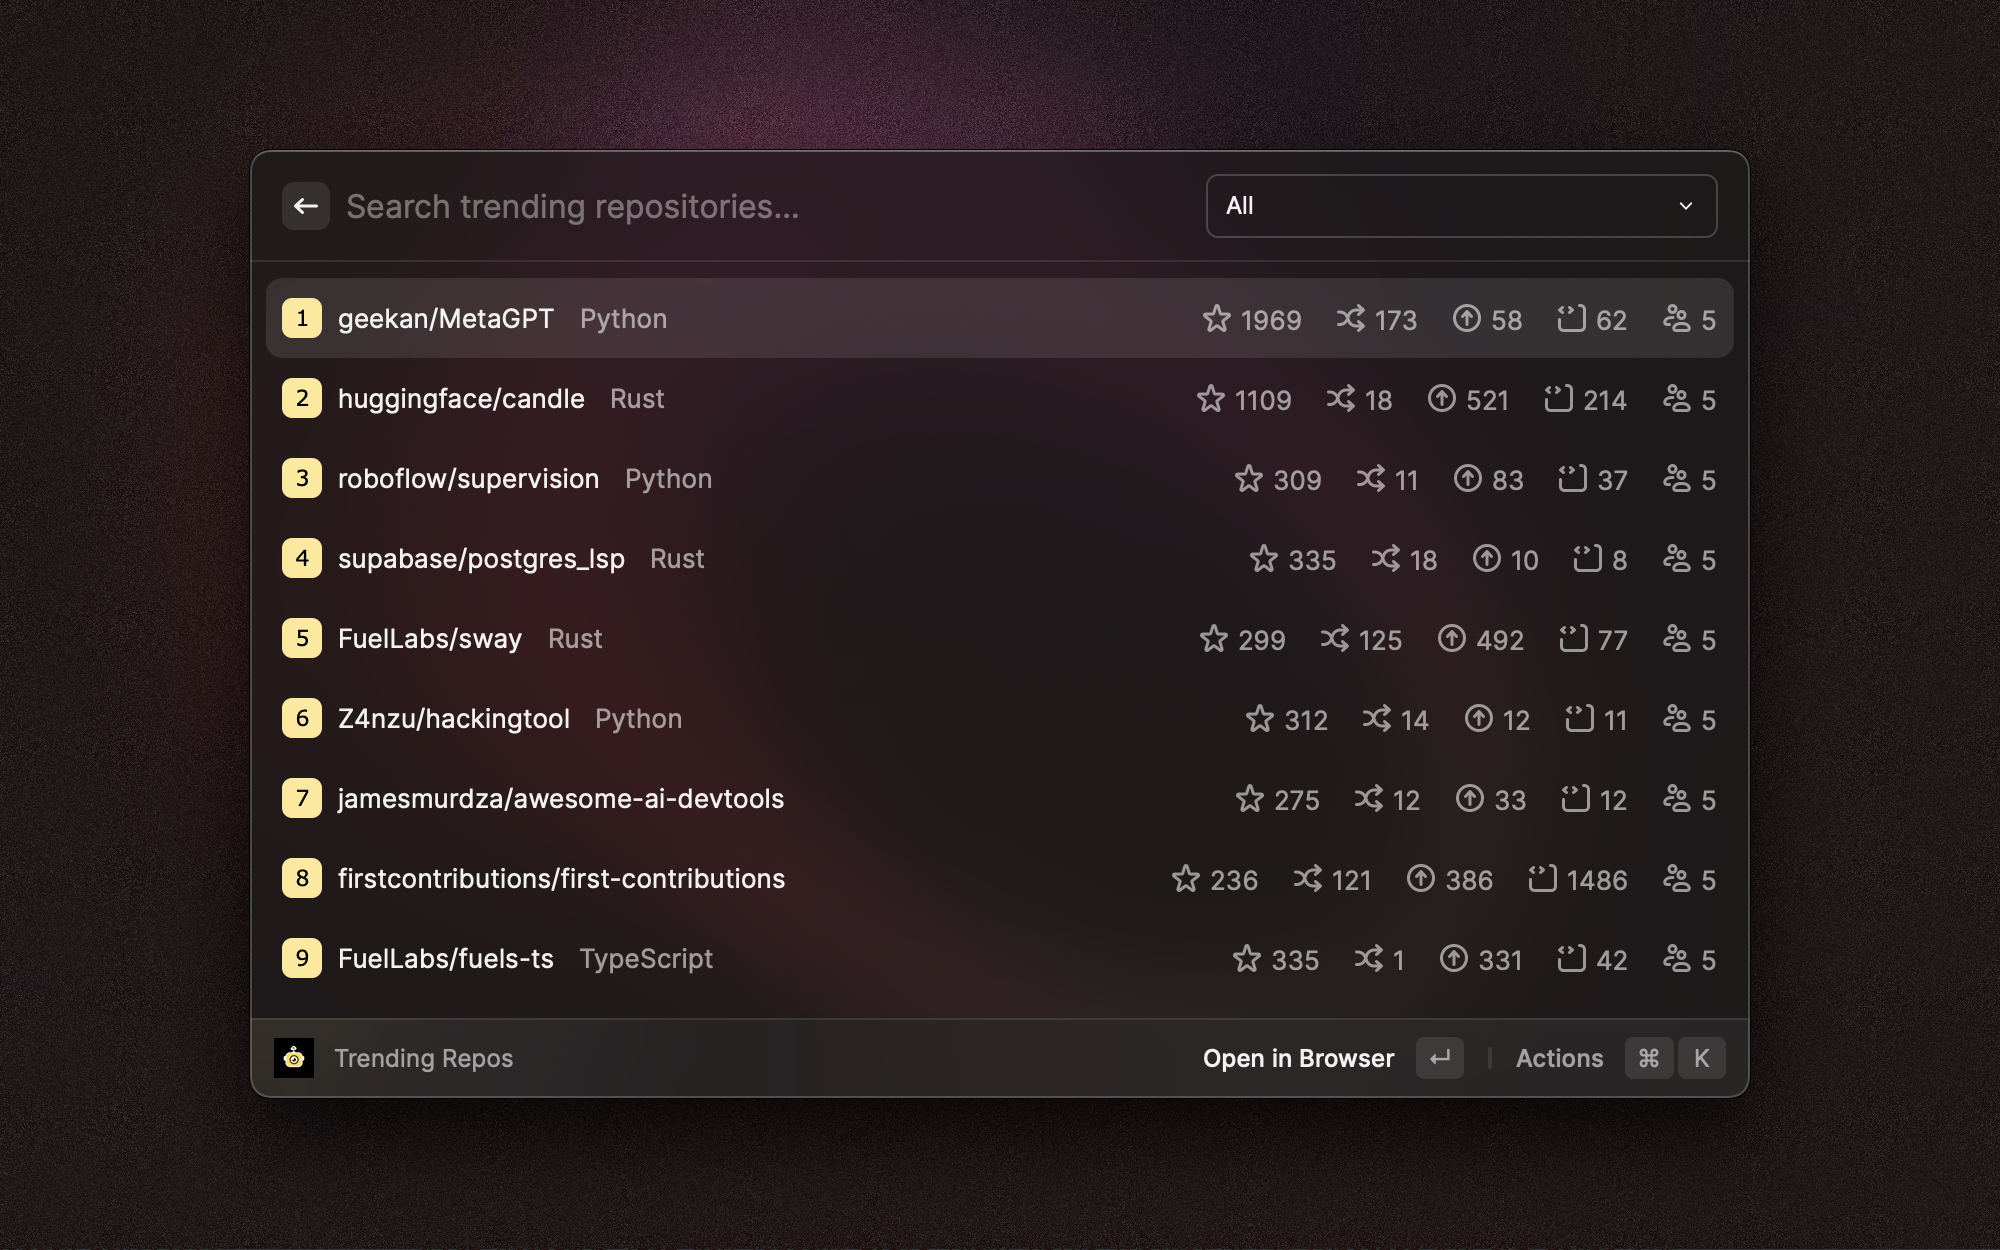 Search trending repositories... All
1 geekan/MetaGPT Python 1969 173 58 62 5
2 huggingface/candle Rust 1109 18 521 214 5
3 roboflow/supervision Python 309 11 83 37 5
4 supabase/postgres_lsp Rust 335 18 10 8 5
5 FuelLabs/sway Rust 299 125 492 77 5
6 Z4nzu/hackingtool Python 312 14 12 11 5
7 jamesmurdza/awesome-ai-devtools 275 12 33 12 5
8 firstcontributions/first-contributions 236 121 386 1486 5
9 FuelLabs/fuels-ts TypeScript 335 1 331 42 5
Trending Repos Open in Browser ↵ Actions ⌘ K